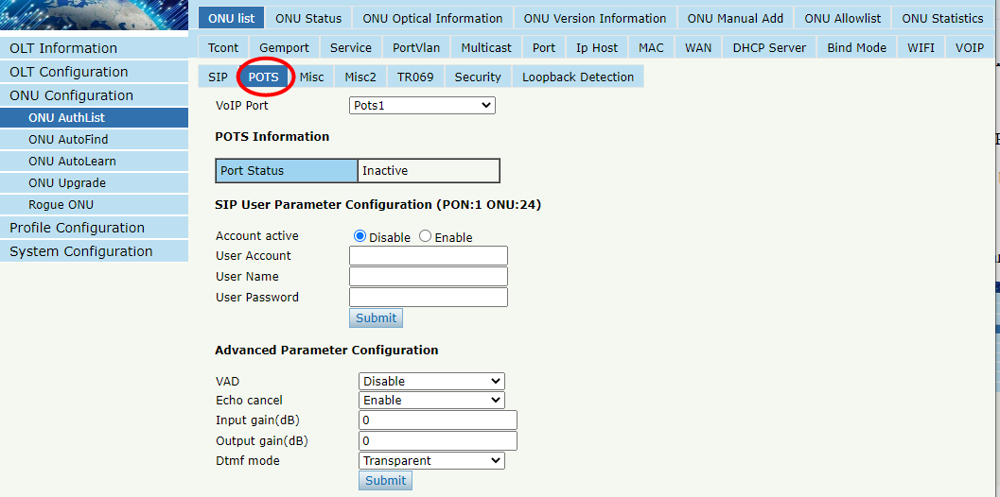 ONU list ONU Status ONU Optical Information ONU Version Information ONU Manual Add ONU Allowlist ONU Statistics
Tcont Gemport Service PortVlan Multicast Port Ip Host MAC WAN DHCP Server Bind Mode WIFI VOIP
SIP POTS Misc Misc2 TR069 Security Loopback Detection
OLT Information
OLT Configuration
ONU Configuration
ONU AuthList
ONU AutoFind
ONU AutoLearn
ONU Upgrade
Rogue ONU
Profile Configuration
System Configuration
VoIP Port Pots1
POTS Information
Port Status Inactive
SIP User Parameter Configuration (PON:1 ONU:24)
Account active Disable Enable
User Account
User Name
User Password
Submit
Advanced Parameter Configuration
VAD Disable
Echo cancel Enable
Input gain(dB) 0
Output gain(dB) 0
Dtmf mode Transparent
Submit